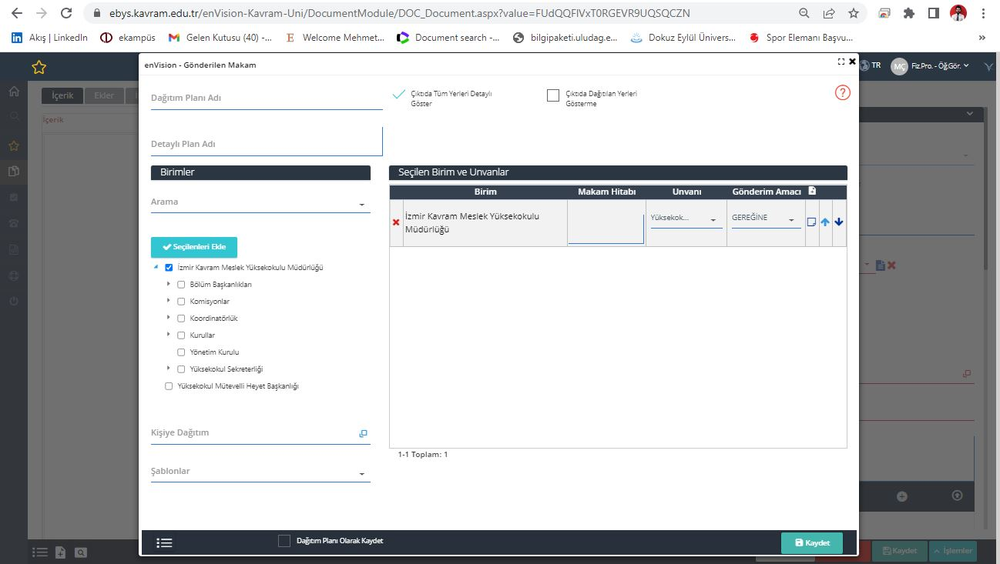 ebys.kavram.edu.tr/enVision-Kavram-Uni/DocumentModule/DOC_Document.aspx?value=FUdQQFlVxT0RGEVR9UQSQCZN
Akış | LinkedIn
ekampüs
Gelen Kutusu (40) -...
Welcome Mehmet...
Document search -...
bilgipaketi.uludag.e...
Dokuz Eylül Ünivers...
Spor Elemanı Başvu...
»
enVision - Gönderilen Makam
TR
MÇ
Fiz.Pro. - Öğ.Gör.
İçerik
Ekler
İçerik
Dağıtım Planı Adı
Çıktıda Tüm Yerleri Detaylı
Göster
Çıktıda Dağıtılan Yerleri
Gösterme
?
Detaylı Plan Adı
Birimler
Seçilen Birim ve Unvanlar
Birim
Makam Hitabı
Unvanı
Gönderim Amacı
Arama
İzmir Kavram Meslek Yüksekokulu
Müdürlüğü
Yüksekok...
GEREĞİNE
Seçilenleri Ekle
İzmir Kavram Meslek Yüksekokulu Müdürlüğü
Bölüm Başkanlıkları
Komisyonlar
Koordinatörlük
Kurullar
Yönetim Kurulu
Yüksekokul Sekreterliği
Yüksekokul Mütevelli Heyet Başkanlığı
Kişiye Dağıtım
1-1 Toplam: 1
Şablonlar
Dağıtım Planı Olarak Kaydet
Kaydet
Kaydet
İşlemler